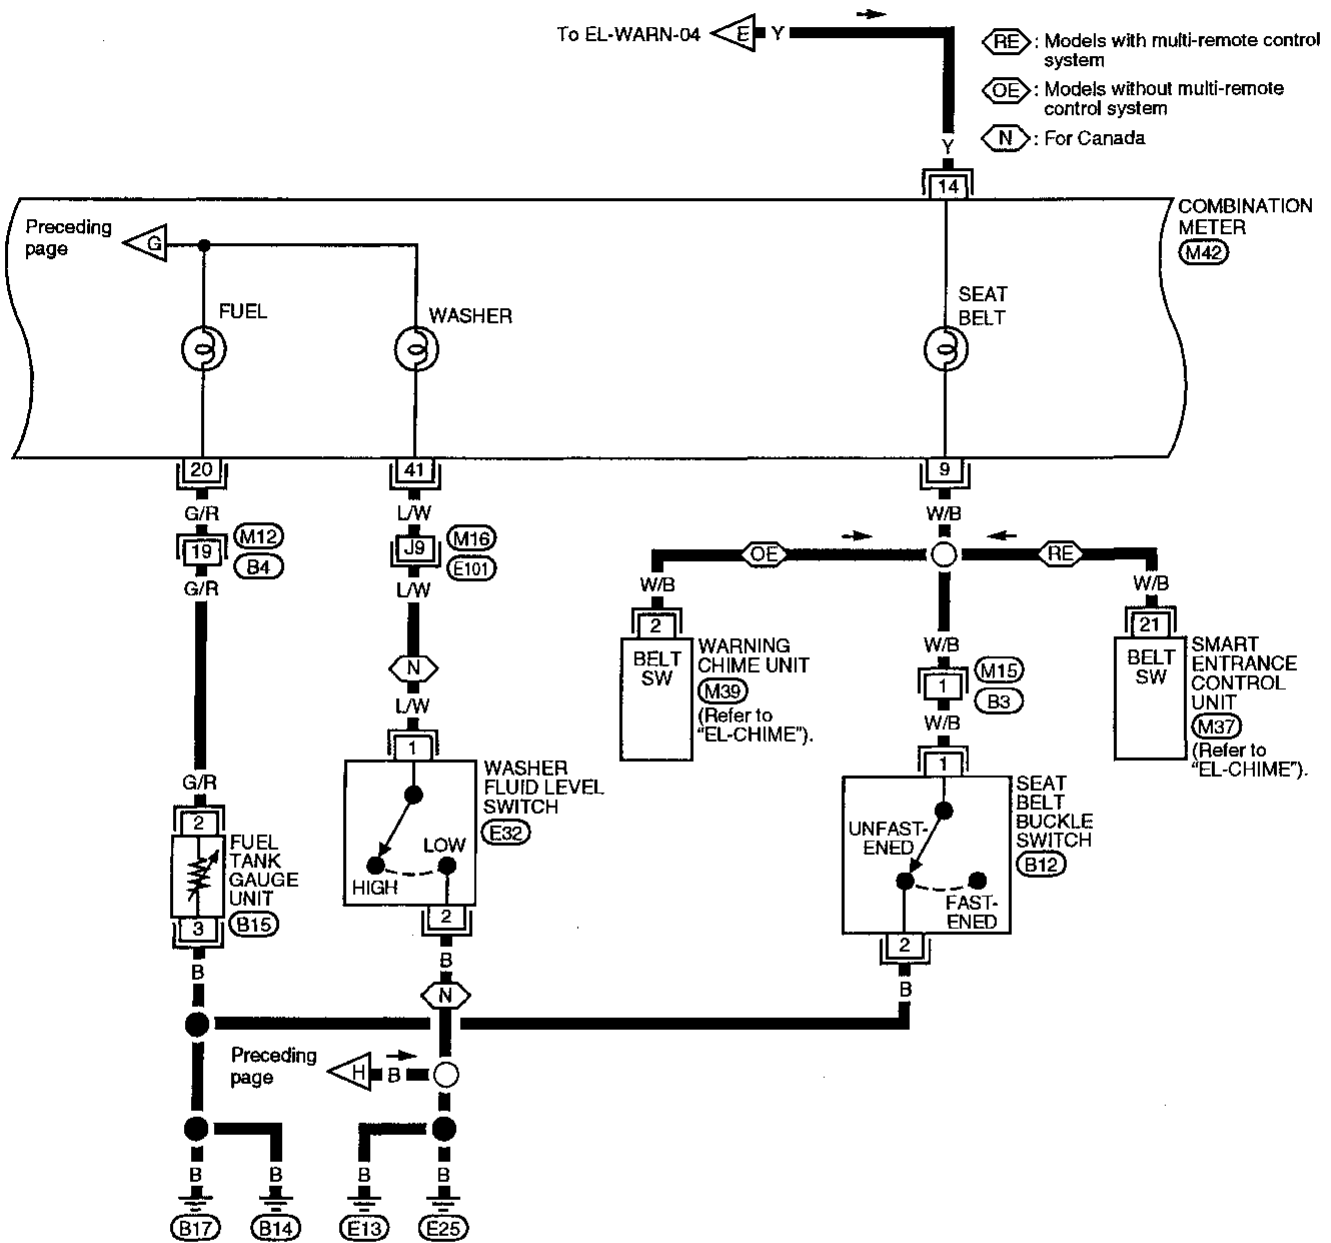 To EL-WARN-04 E Y
RE : Models with multi-remote control
system
OE : Models without multi-remote
control system
N : For Canada
Y
14
COMBINATION
METER
M42
Preceding
page
G
FUEL
WASHER
SEAT
BELT
20
41
9
G/R
L/W
W/B
19
M12
B4
J9
M16
E101
OE
RE
G/R
L/W
W/B
W/B
2
BELT
SW
WARNING
CHIME UNIT
M39
(Refer to
"EL-CHIME").
W/B
1
M15
B3
W/B
21
BELT
SW
SMART
ENTRANCE
CONTROL
UNIT
M37
(Refer to
"EL-CHIME").
N
L/W
1
WASHER
FLUID LEVEL
SWITCH
E32
LOW
HIGH
2
1
SEAT
BELT
BUCKLE
SWITCH
B12
UNFAST-
ENED
FAST-
ENED
2
G/R
2
FUEL
TANK
GAUGE
UNIT
B15
3
B
B
B
N
Preceding
page
H B
B
B
B
B
B17
B14
E13
E25